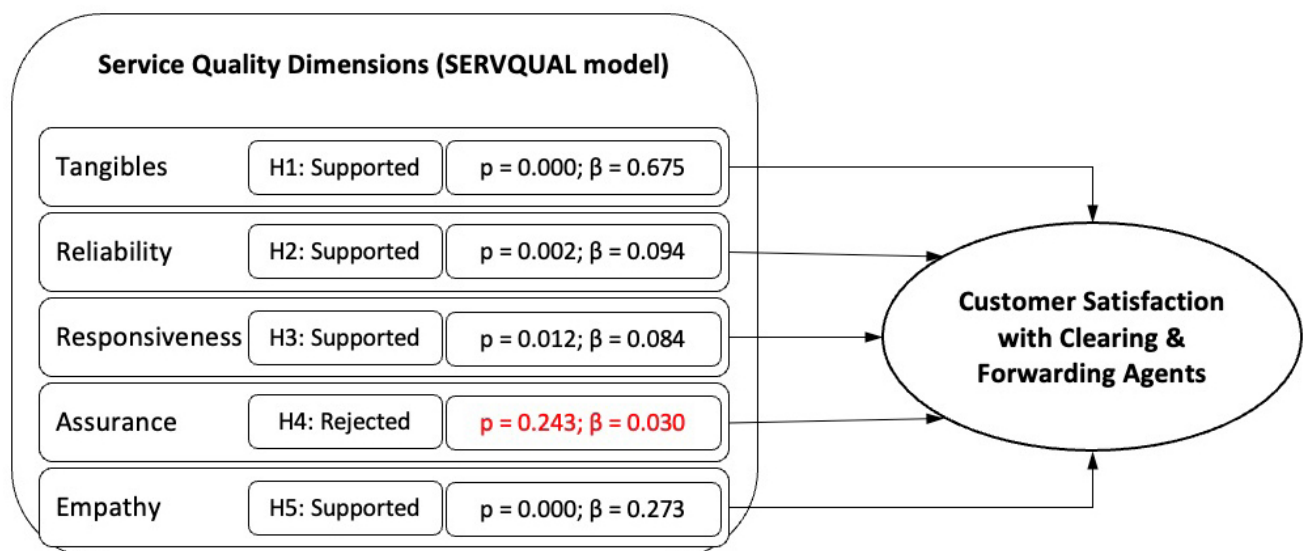 Service Quality Dimensions (SERVQUAL model)
Tangibles H1: Supported p = 0.000; β = 0.675
Reliability H2: Supported p = 0.002; β = 0.094
Responsiveness H3: Supported p = 0.012; β = 0.084
Assurance H4: Rejected p = 0.243; β = 0.030
Empathy H5: Supported p = 0.000; β = 0.273
Customer Satisfaction
with Clearing &
Forwarding Agents